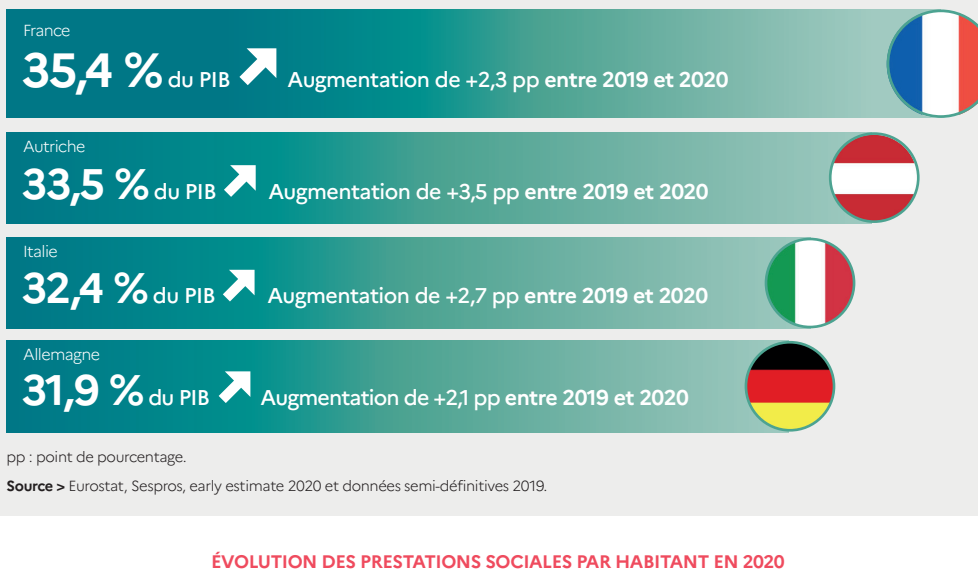 France
35,4 % du PIB Augmentation de +2,3 pp entre 2019 et 2020
Autriche
33,5 % du PIB Augmentation de +3,5 pp entre 2019 et 2020
Italie
32,4 % du PIB Augmentation de +2,7 pp entre 2019 et 2020
Allemagne
31,9 % du PIB Augmentation de +2,1 pp entre 2019 et 2020
pp : point de pourcentage.
Source > Eurostat, Sespros, early estimate 2020 et données semi-définitives 2019.
ÉVOLUTION DES PRESTATIONS SOCIALES PAR HABITANT EN 2020